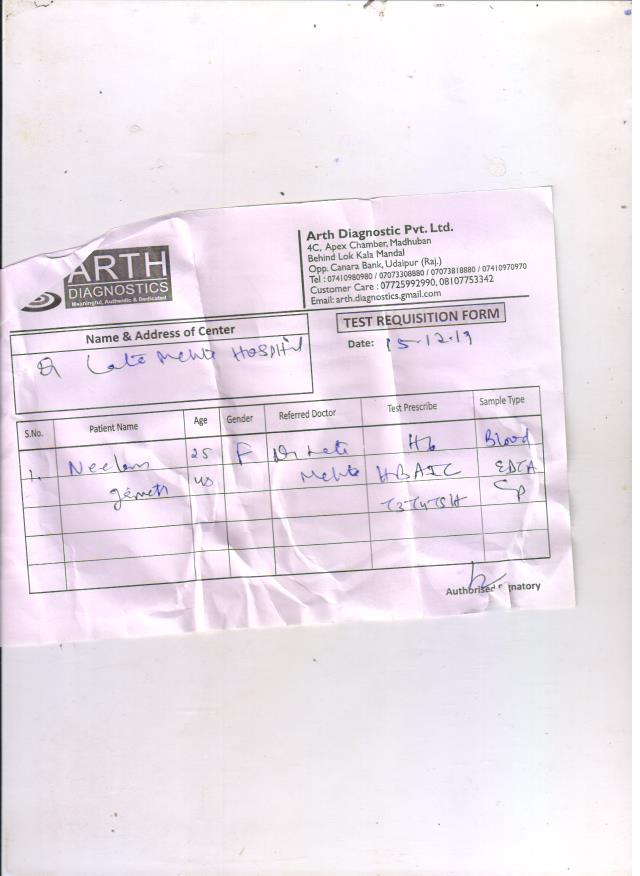 ARTH
DIAGNOSTICS
Meaningful, Authentic & Dedicated
Arth Diagnostic Pvt. Ltd.
4C, Apex Chamber, Madhuban
Behind Lok Kala Mandal
Opp. Canara Bank, Udaipur (Raj.)
Tel : 07410980980 / 07073308880 / 07073818880 / 07410970970
Customer Care : 07725992990, 08107753342
Email: arth.diagnostics.gmail.com
Name & Address of Center
Mehta HOSPITAL
TEST REQUISITION FORM
Date: 15-12-19
S.No. Patient Name Age Gender Referred Doctor Test Prescribe Sample Type
1. Neelam 25 F Dr Hb Blood
40 Mehta HBA1C EDTA
T3T4TSH
Authorised Signatory